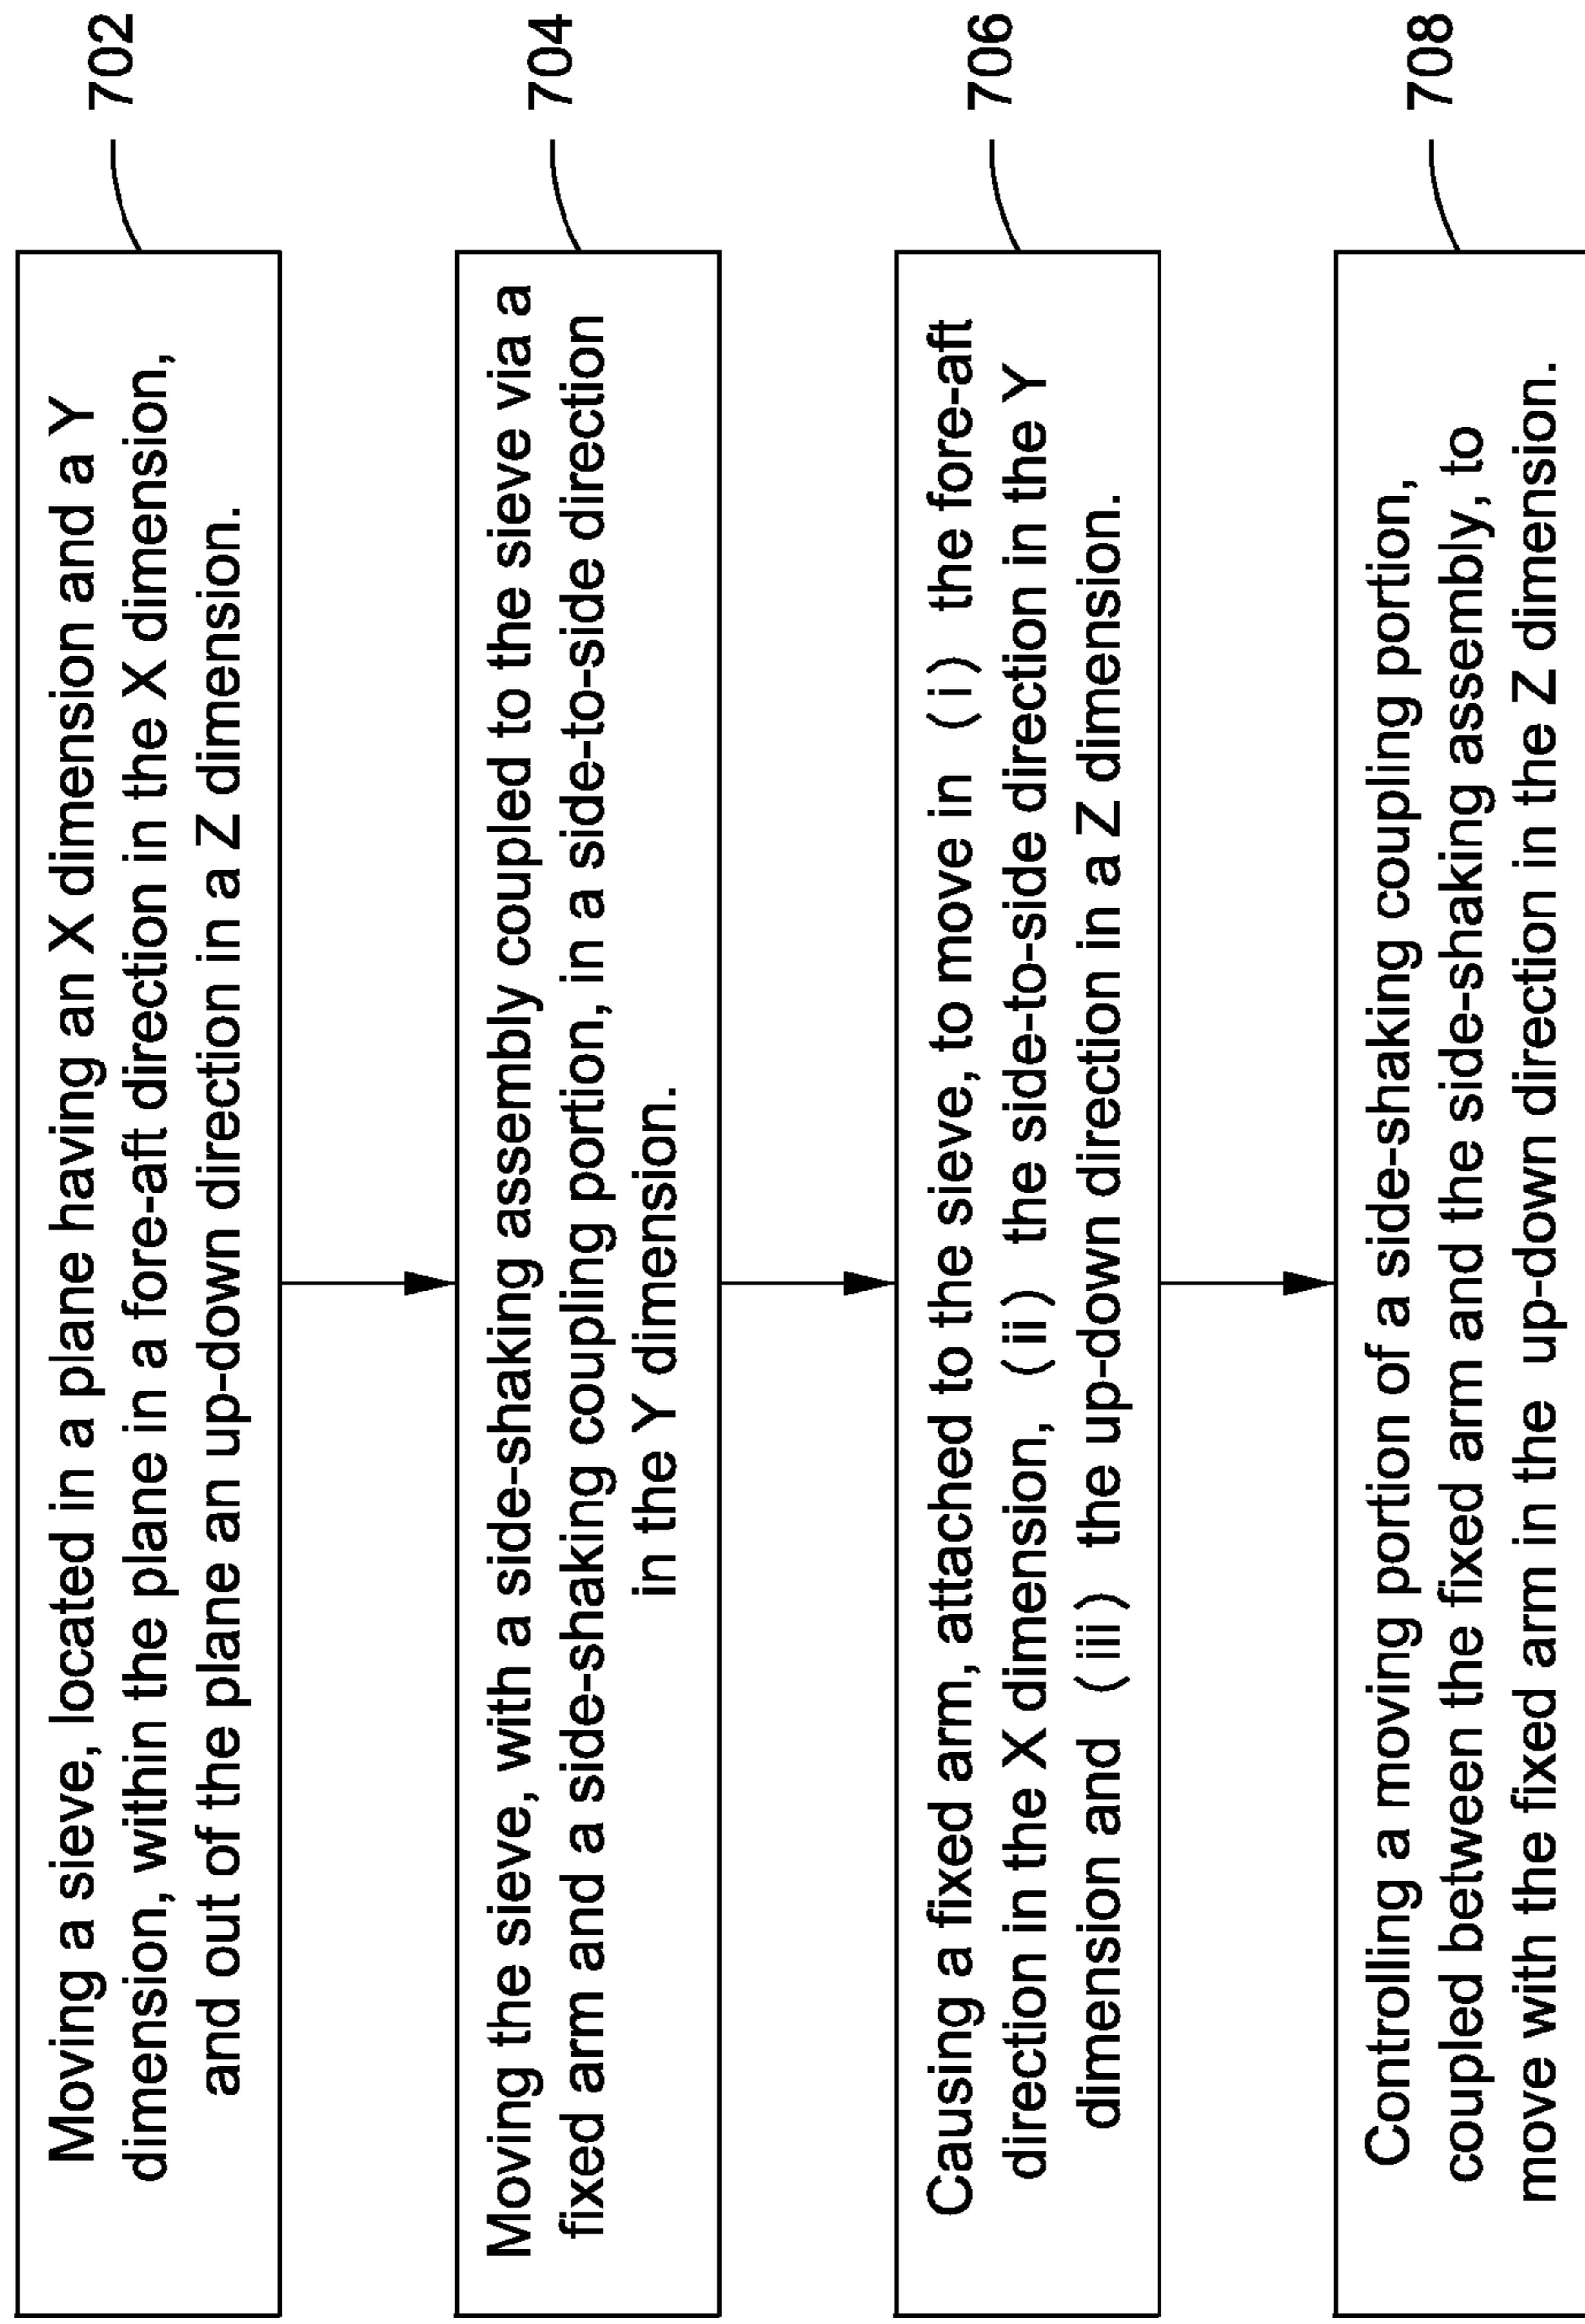 Moving a sieve, located in a plane having an X dimension and a Y
dimension, within the plane in a fore-aft direction in the X dimension,
and out of the plane an up-down direction in a Z dimension.
702
Moving the sieve, with a side-shaking assembly coupled to the sieve via a
fixed arm and a side-shaking coupling portion, in a side-to-side direction
in the Y dimension.
704
Causing a fixed arm, attached to the sieve, to move in (i) the fore-aft
direction in the X dimension, (ii) the side-to-side direction in the Y
dimension and (iii) the up-down direction in a Z dimension.
706
Controlling a moving portion of a side-shaking coupling portion,
coupled between the fixed arm and the side-shaking assembly, to
move with the fixed arm in the up-down direction in the Z dimension.
708